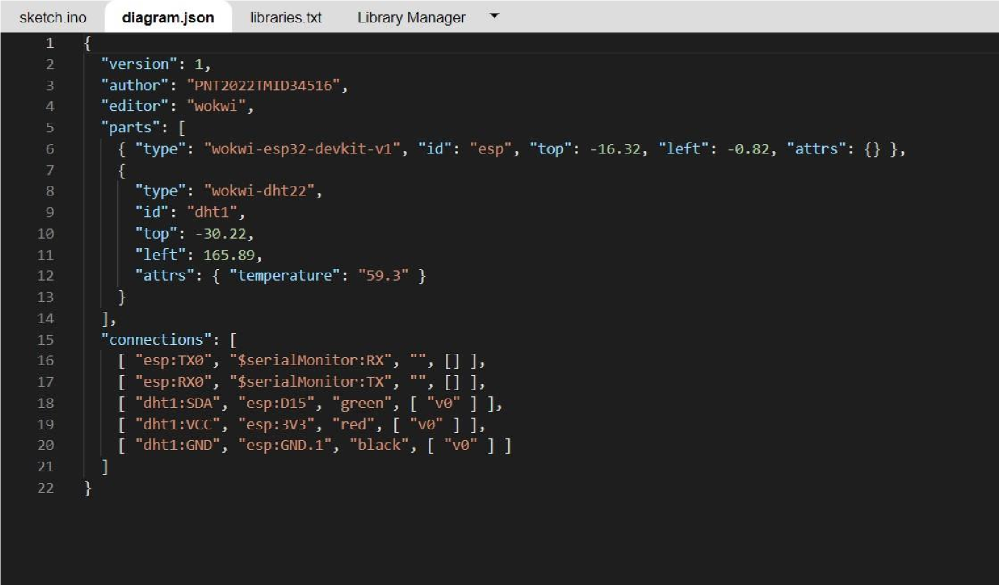 sketch.ino diagram.json libraries.txt Library Manager
1 {
2 "version": 1,
3 "author": "PNT2022TMID34516",
4 "editor": "wokwi",
5 "parts": [
6 { "type": "wokwi-esp32-devkit-v1", "id": "esp", "top": -16.32, "left": -0.82, "attrs": {} },
7 {
8 "type": "wokwi-dht22",
9 "id": "dht1",
10 "top": -30.22,
11 "left": 165.89,
12 "attrs": { "temperature": "59.3" }
13 }
14 ],
15 "connections": [
16 [ "esp:TX0", "$serialMonitor:RX", "", [] ],
17 [ "esp:RX0", "$serialMonitor:TX", "", [] ],
18 [ "dht1:SDA", "esp:D15", "green", [ "v0" ] ],
19 [ "dht1:VCC", "esp:3V3", "red", [ "v0" ] ],
20 [ "dht1:GND", "esp:GND.1", "black", [ "v0" ] ]
21 ]
22 }